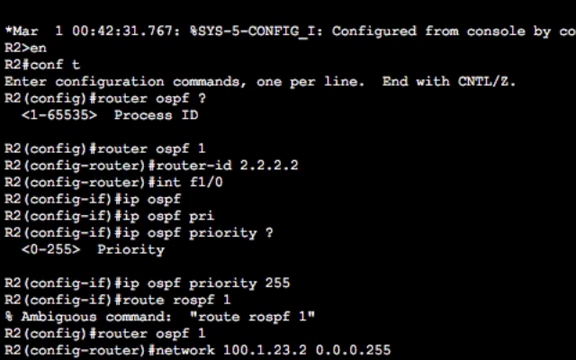 *Mar  1 00:42:31.767: %SYS-5-CONFIG_I: Configured from console by co
R2>en
R2#conf t
Enter configuration commands, one per line.  End with CNTL/Z.
R2(config)#router ospf ?
  <1-65535>  Process ID
R2(config)#router ospf 1
R2(config-router)#router-id 2.2.2.2
R2(config-router)#int f1/0
R2(config-if)#ip ospf
R2(config-if)#ip ospf pri
R2(config-if)#ip ospf priority ?
  <0-255>  Priority
R2(config-if)#ip ospf priority 255
R2(config-if)#route rospf 1
% Ambiguous command:  "route rospf 1"
R2(config-if)#router ospf 1
R2(config-router)#network 100.1.23.2 0.0.0.255